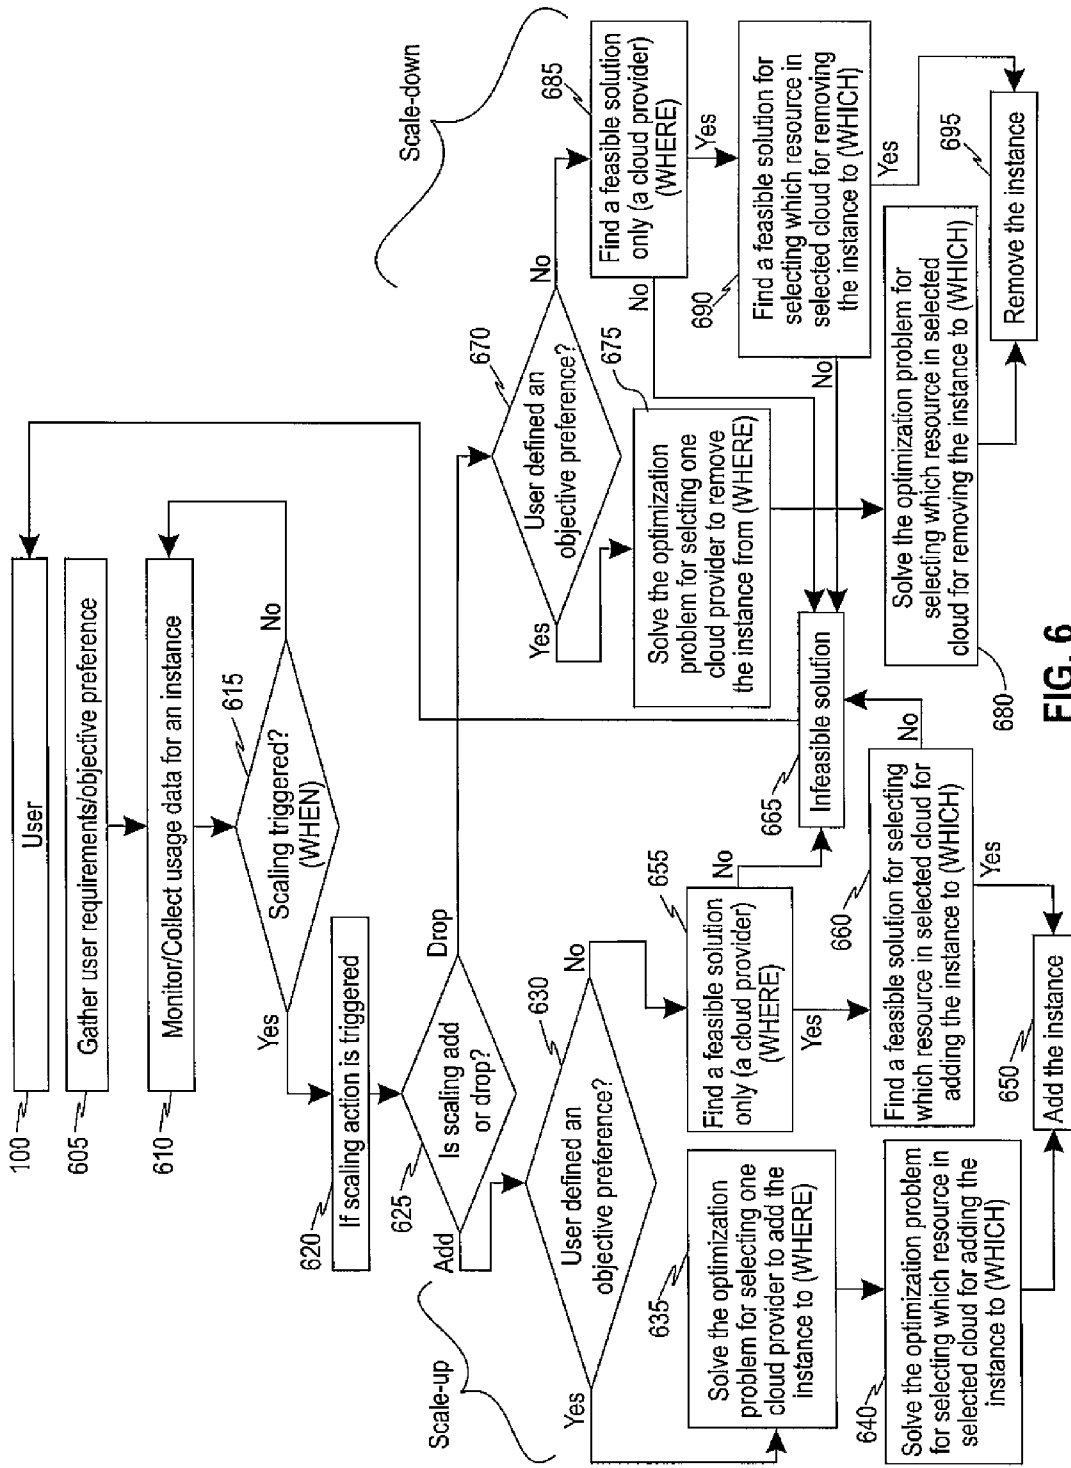 100
User
605
Gather user requirements/objective preference
610
Monitor/Collect usage data for an instance
615
Scaling triggered?
(WHEN)
No
Yes
620
If scaling action is triggered
625
Is scaling add
or drop?
Add
Drop
Scale-up
Scale-down
630
User defined an
objective preference?
Yes
No
635
Solve the optimization
problem for selecting one
cloud provider to add the
instance to (WHERE)
640
Solve the optimization problem
for selecting which resource in
selected cloud for adding the
instance to (WHICH)
655
Find a feasible solution
only (a cloud provider)
(WHERE)
No
Yes
660
Find a feasible solution for selecting
which resource in selected cloud for
adding the instance to (WHICH)
No
Yes
650
Add the instance
665
Infeasible solution
670
User defined an
objective preference?
Yes
No
675
Solve the optimization
problem for selcting one
cloud provider to remove
the instance from (WHERE)
680
Solve the optimization problem for
selecting which resource in selected
cloud for removing the instance to (WHICH)
685
Find a feasible solution
only (a cloud provider)
(WHERE)
No
Yes
690
Find a feasible solution for
selecting which resource in
selected cloud for removing
the instance to (WHICH)
No
Yes
695
Remove the instance
FIG. 6